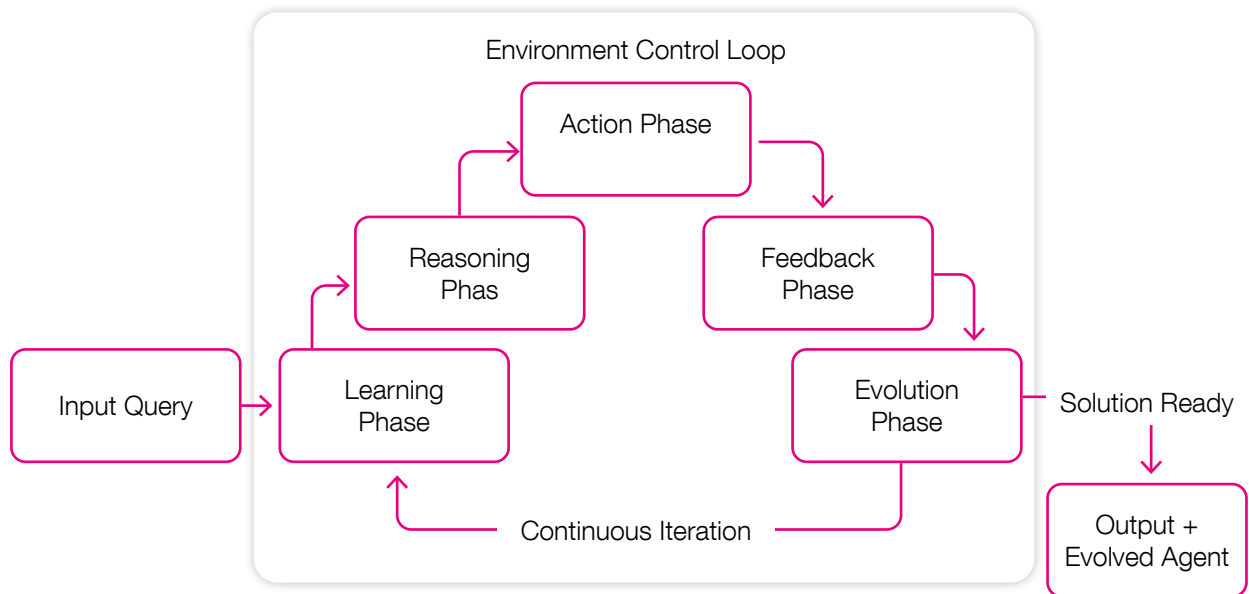 Environment Control Loop
Action Phase
Reasoning
Phas
Feedback
Phase
Input Query
Learning
Phase
Evolution
Phase
Solution Ready
Continuous Iteration
Output +
Evolved Agent